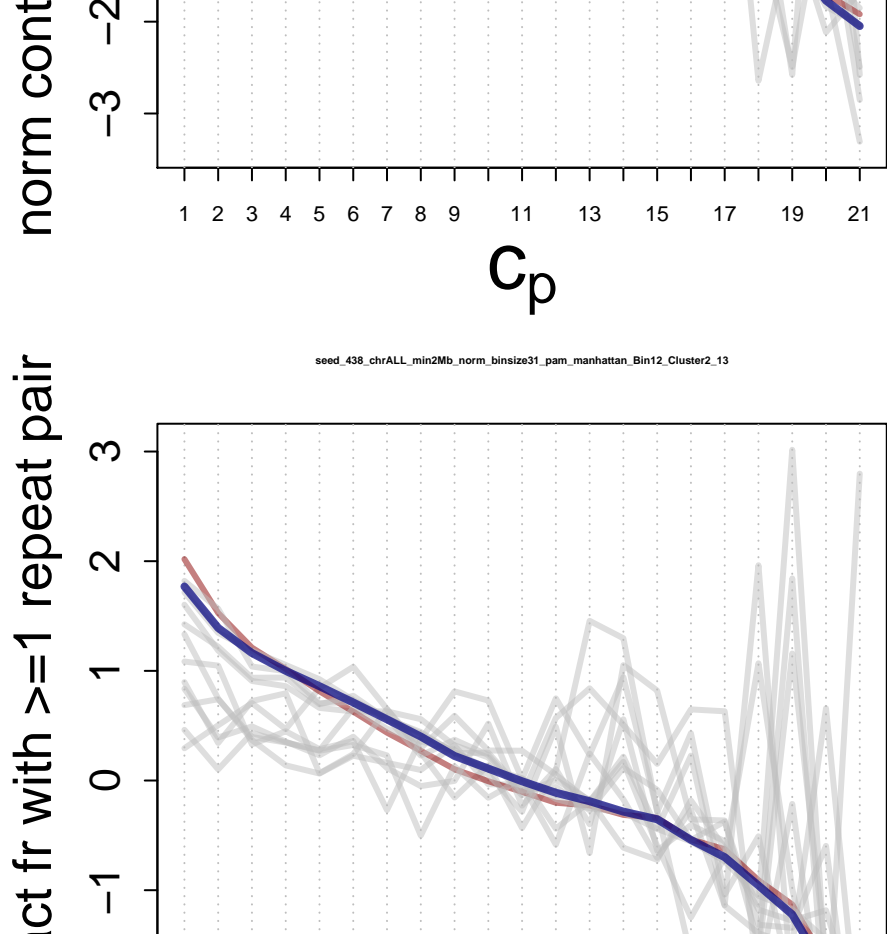 norm cont
−2
−3
1 2 3 4 5 6 7 8 9 11 13 15 17 19 21
cp
seed_438_chrALL_min2Mb_norm_binsize31_pam_manhattan_Bin12_Cluster2_13
act fr with >=1 repeat pair
3
2
1
0
−1